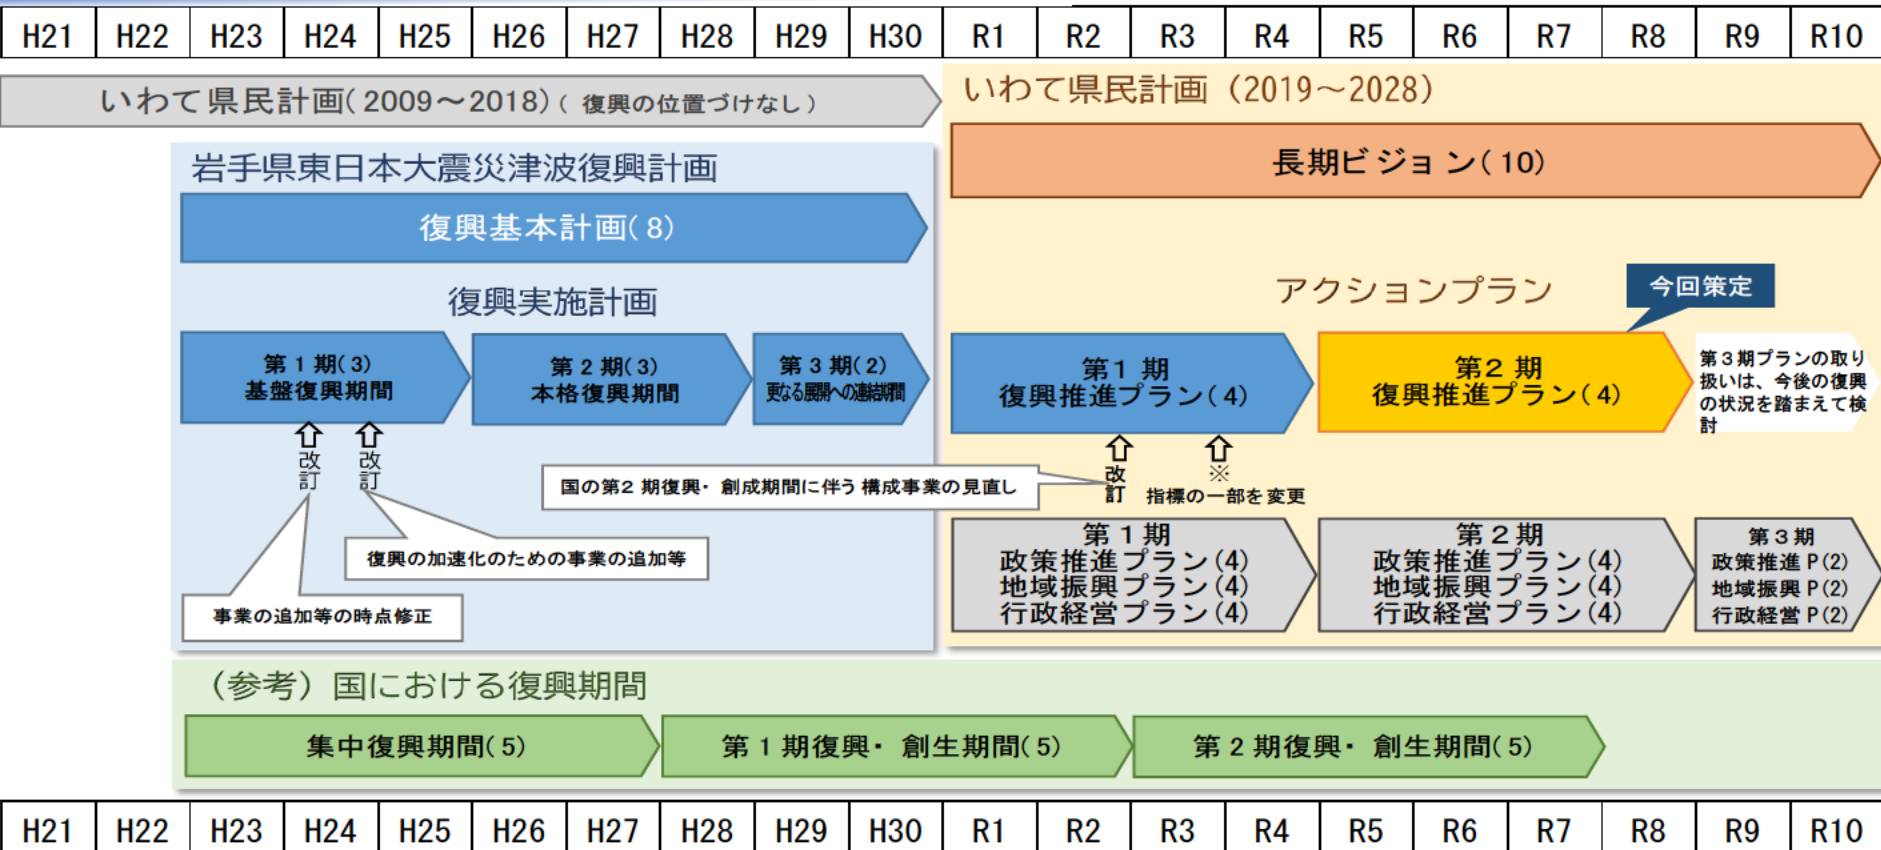 H21 H22 H23 H24 H25 H26 H27 H28 H29 H30 R1 R2 R3 R4 R5 R6 R7 R8 R9 R10
いわて県民計画(2009～2018)(復興の位置づけなし)
いわて県民計画（2019～2028）
長期ビジョン(10)
岩手県東日本大震災津波復興計画
復興基本計画(8)
復興実施計画
第1期(3)
基盤復興期間
第2期(3)
本格復興期間
第3期(2)
更なる展開への連結期間
改訂
改訂
復興の加速化のための事業の追加等
事業の追加等の時点修正
アクションプラン
今回策定
第1期
復興推進プラン(4)
第2期
復興推進プラン(4)
第3期プランの取り
扱いは、今後の復興
の状況を踏まえて検
討
国の第2期復興・創成期間に伴う構成事業の見直し
改訂
※
指標の一部を変更
第1期
政策推進プラン(4)
地域振興プラン(4)
行政経営プラン(4)
第2期
政策推進プラン(4)
地域振興プラン(4)
行政経営プラン(4)
第3期
政策推進P(2)
地域振興P(2)
行政経営P(2)
（参考）国における復興期間
集中復興期間(5)
第1期復興・創生期間(5)
第2期復興・創生期間(5)
H21 H22 H23 H24 H25 H26 H27 H28 H29 H30 R1 R2 R3 R4 R5 R6 R7 R8 R9 R10